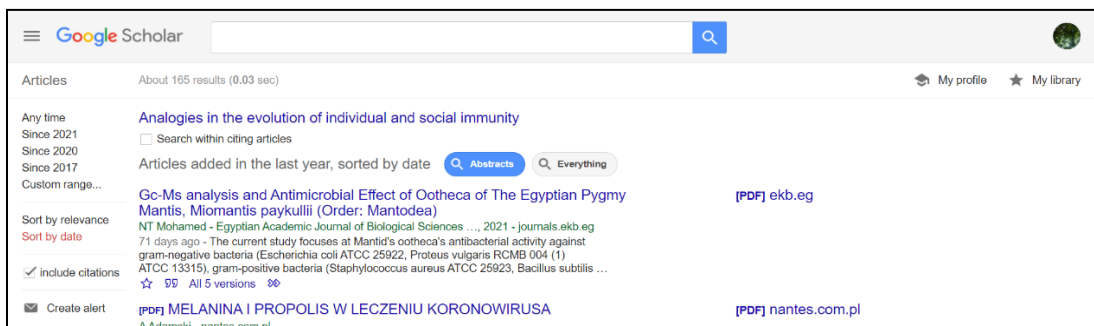 Google Scholar
Articles
About 165 results (0.03 sec)
My profile
My library
Any time
Since 2021
Since 2020
Since 2017
Custom range...
Sort by relevance
Sort by date
include citations
Create alert
Analogies in the evolution of individual and social immunity
Search within citing articles
Articles added in the last year, sorted by date
Abstracts
Everything
Gc-Ms analysis and Antimicrobial Effect of Ootheca of The Egyptian Pygmy
Mantis, Miomantis paykullii (Order: Mantodea)
[PDF] ekb.eg
NT Mohamed - Egyptian Academic Journal of Biological Sciences …, 2021 - journals.ekb.eg
71 days ago - The current study focuses at Mantid's ootheca's antibacterial activity against
gram-negative bacteria (Escherichia coli ATCC 25922, Proteus vulgaris RCMB 004 (1)
ATCC 13315), gram-positive bacteria (Staphylococcus aureus ATCC 25923, Bacillus subtilis …
All 5 versions
[PDF] MELANINA I PROPOLIS W LECZENIU KORONOWIRUSA
[PDF] nantes.com.pl